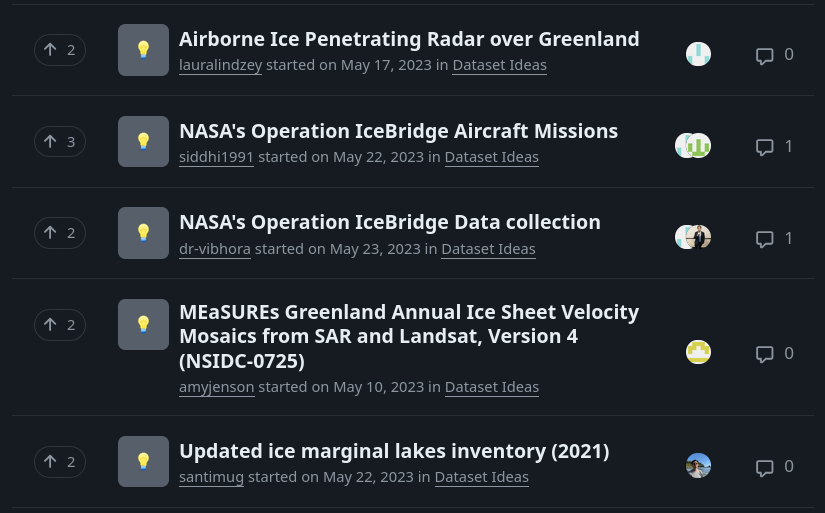 2
Airborne Ice Penetrating Radar over Greenland
lauralindzey started on May 17, 2023 in Dataset Ideas
0
3
NASA's Operation IceBridge Aircraft Missions
siddhi1991 started on May 22, 2023 in Dataset Ideas
1
2
NASA's Operation IceBridge Data collection
dr-vibhora started on May 23, 2023 in Dataset Ideas
1
2
MEaSUREs Greenland Annual Ice Sheet Velocity
Mosaics from SAR and Landsat, Version 4
(NSIDC-0725)
amyjenson started on May 10, 2023 in Dataset Ideas
0
2
Updated ice marginal lakes inventory (2021)
santimug started on May 22, 2023 in Dataset Ideas
0